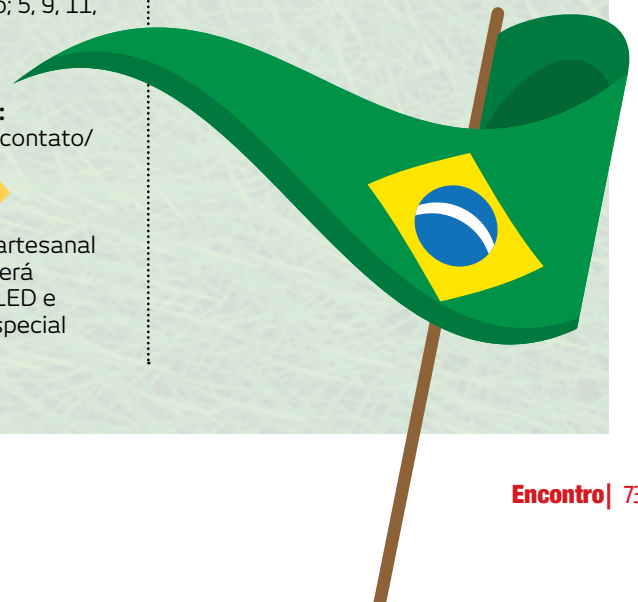 o; 5, 9, 11,
:
contato/
artesanal
erá
LED e
special
Encontro| 73